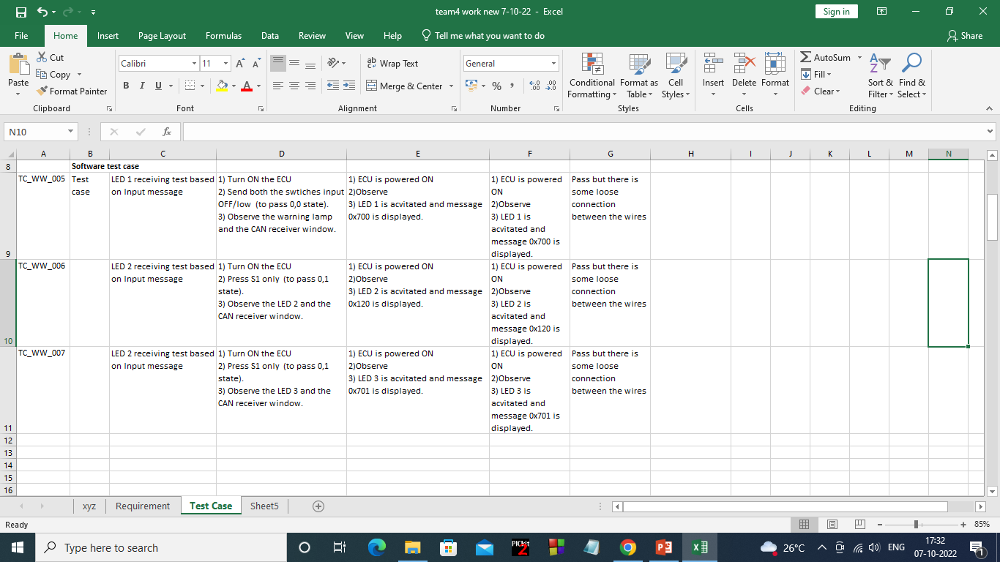 team4 work new 7-10-22 - Excel
Sign in
File Home Insert Page Layout Formulas Data Review View Help Tell me what you want to do Share
Cut
Copy
Format Painter
Paste
Clipboard
Calibri 11
B I U
Font
Wrap Text
Merge & Center
Alignment
General
Number
Conditional Formatting
Format as Table
Cell Styles
Styles
Insert Delete Format
Cells
AutoSum
Fill
Clear
Sort & Filter
Find & Select
Editing
N10
fx
A B C D E F G H I J K L M N
8
Software test case
9
TC_WW_005
Test
case
LED 1 receiving test based
on Input message
1) Turn ON the ECU
2) Send both the swtiches input
OFF/low (to pass 0,0 state).
3) Observe the warning lamp
and the CAN receiver window.
1) ECU is powered ON
2)Observe
3) LED 1 is acvitated and message
0x700 is displayed.
1) ECU is powered
ON
2)Observe
3) LED 1 is
acvitated and
message 0x700 is
displayed.
Pass but there is
some loose
connection
between the wires
10
TC_WW_006
LED 2 receiving test based
on Input message
1) Turn ON the ECU
2) Press S1 only (to pass 0,1
state).
3) Observe the LED 2 and the
CAN receiver window.
1) ECU is powered ON
2)Observe
3) LED 2 is acvitated and message
0x120 is displayed.
1) ECU is powered
ON
2)Observe
3) LED 2 is
acvitated and
message 0x120 is
displayed.
Pass but there is
some loose
connection
between the wires
11
TC_WW_007
LED 2 receiving test based
on Input message
1) Turn ON the ECU
2) Press S1 only (to pass 0,1
state).
3) Observe the LED 3 and the
CAN receiver window.
1) ECU is powered ON
2)Observe
3) LED 3 is acvitated and message
0x701 is displayed.
1) ECU is powered
ON
2)Observe
3) LED 3 is
acvitated and
message 0x701 is
displayed.
Pass but there is
some loose
connection
between the wires
12
13
14
15
16
xyz Requirement Test Case Sheet5
Ready
85%
Type here to search
PICkit 2
26°C
ENG
17:32
07-10-2022
1